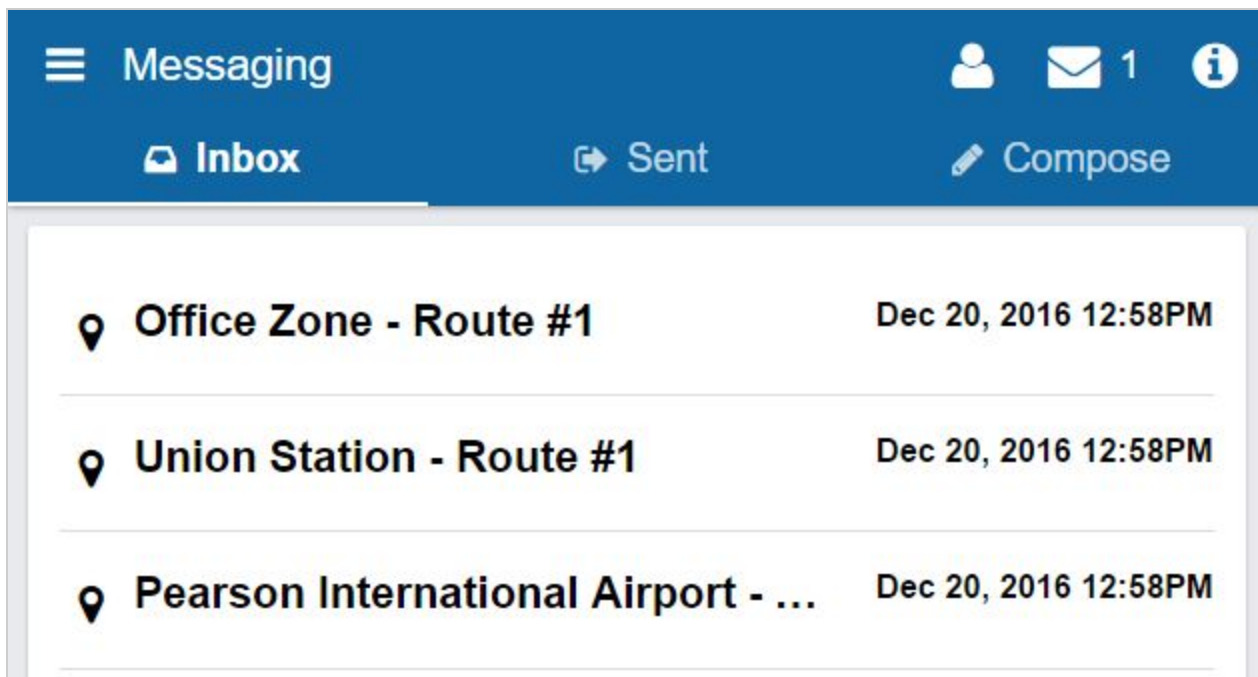 Messaging 1
Inbox Sent Compose
Office Zone - Route #1 Dec 20, 2016 12:58PM
Union Station - Route #1 Dec 20, 2016 12:58PM
Pearson International Airport - ... Dec 20, 2016 12:58PM